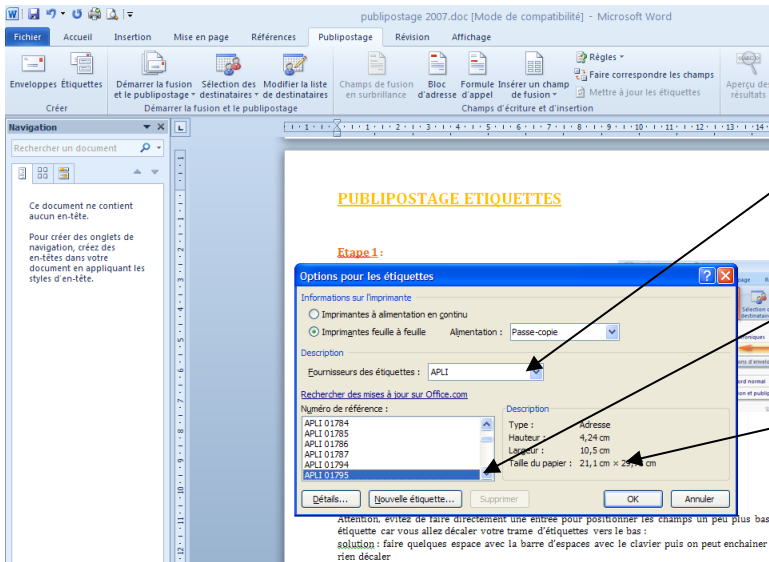 publipostage 2007.doc [Mode de compatibilité] - Microsoft Word
Fichier Accueil Insertion Mise en page Références Publipostage Révision Affichage
Enveloppes Étiquettes
Créer
Démarrer la fusion et le publipostage
Sélection des destinataires
Modifier la liste de destinataires
Démarrer la fusion et le publipostage
Champs de fusion en surbrillance
Bloc d'adresse
Formule d'appel
Insérer un champ de fusion
Règles
Faire correspondre les champs
Mettre à jour les étiquettes
Champs d'écriture et d'insertion
Aperçu des résultats
Navigation
Rechercher un document
Ce document ne contient
aucun en-tête.
Pour créer des onglets de
navigation, créez des
en-têtes dans votre
document en appliquant les
styles d'en-tête.
PUBLIPOSTAGE ETIQUETTES
Etape 1 :
Options pour les étiquettes
Informations sur l'imprimante
Imprimantes à alimentation en continu
Imprimantes feuille à feuille Alimentation : Passe-copie
Description
Fournisseurs des étiquettes : APLI
Rechercher des mises à jour sur Office.com
Numéro de référence :
APLI 01784
APLI 01785
APLI 01786
APLI 01787
APLI 01794
APLI 01795
Description
Type : Adresse
Hauteur : 4,24 cm
Largeur : 10,5 cm
Taille du papier : 21,1 cm × cm
Détails... Nouvelle étiquette... Supprimer OK Annuler
Attention, évitez de faire directement une entrée pour positionner les champs un peu plus bas
étiquette car vous allez décaler votre trame d'étiquettes vers le bas :
solution : faire quelques espace avec la barre d'espaces avec le clavier puis on peut enchainer
rien décaler